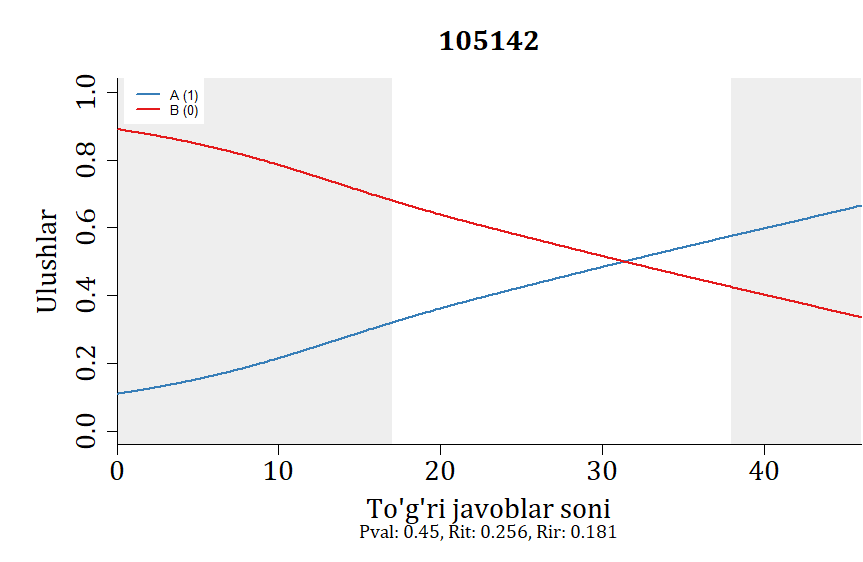 105142
1.0
0.8
0.6
0.4
0.2
0.0
Ulushlar
A (1)
B (0)
0 10 20 30 40
To'g'ri javoblar soni
Pval: 0.45, Rit: 0.256, Rir: 0.181